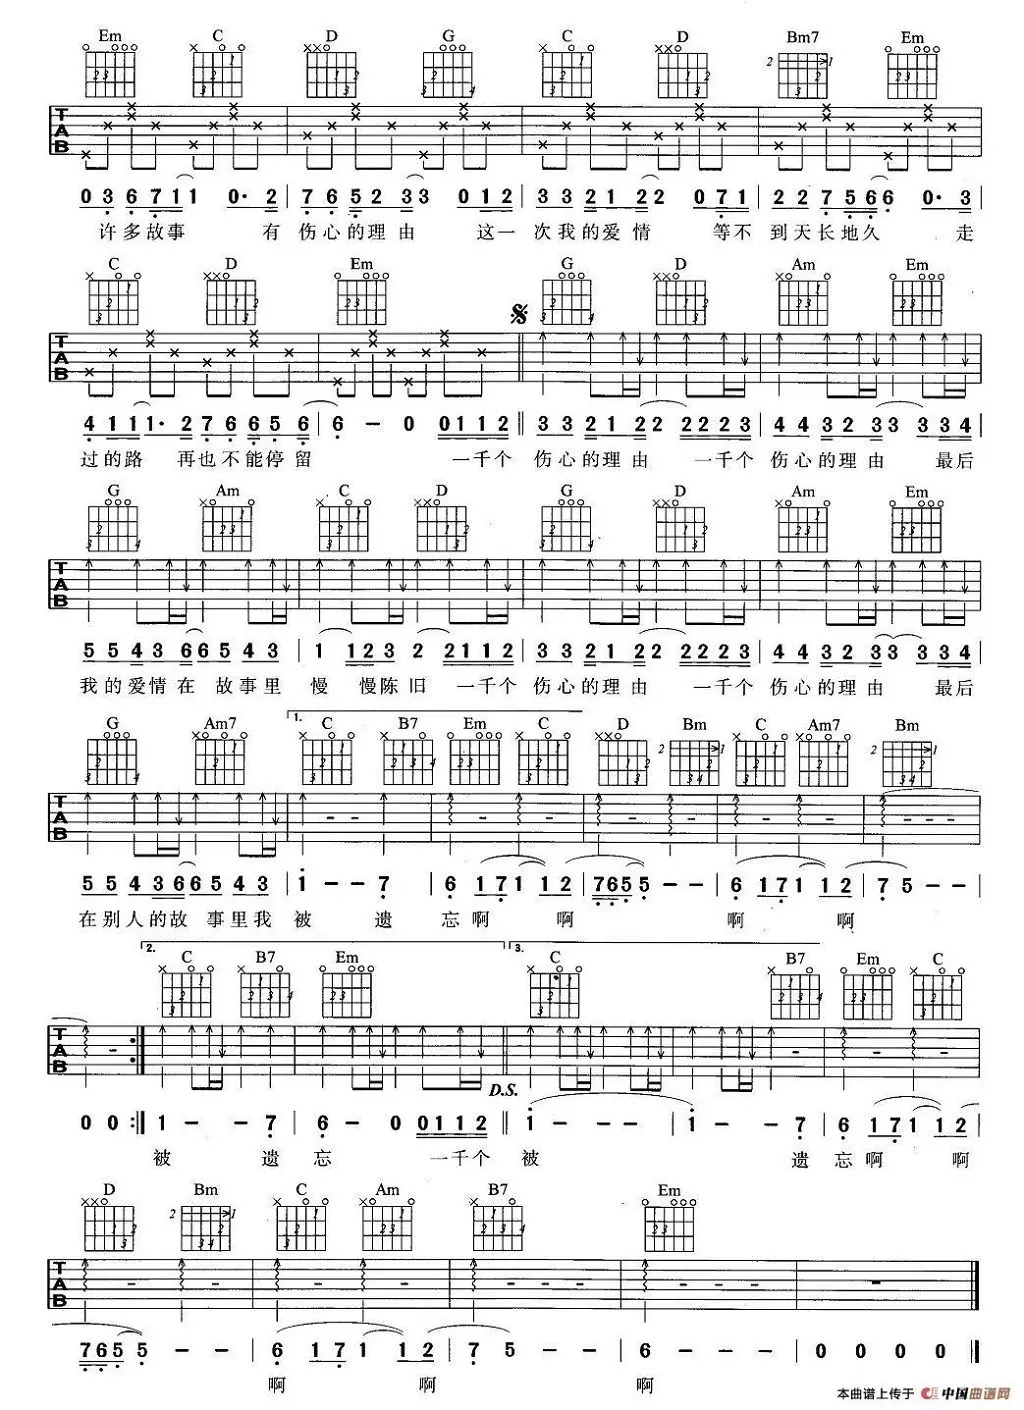 Em C D G C D Bm7 Em
T A B
0 3 6 7 1 1 0· 2 | 7 6 5 2 3 3 0 1 2 | 3 3 2 1 2 2 0 7 1 | 2 2 7 5 6 6 0· 3
许多故事 有 伤心的理由 这一 次我的爱情 等不 到天长地久 走
C D Em G D Am Em
T A B
4 1 1 1· 2 7 6 6 5 6 | 6 - 0 0 1 1 2 || 3 3 2 1 2 2 2 2 2 3 | 4 4 3 2 3 3 3 3 4 |
过的路 再也不能停留 一千个 伤心的理由 一千个 伤心的理由 最后
G Am C D G D Am Em
T A B
5 5 4 3 6 6 5 4 3 | 1 1 2 3 2 2 1 1 2 | 3 3 2 1 2 2 2 2 2 3 | 4 4 3 2 3 3 3 3 4 |
我的爱情在 故事里 慢 慢陈旧 一千个 伤心的理由 一千个 伤心的理由 最后
1.
G Am7 C B7 Em C D Bm C Am7 Bm
T A B
5 5 4 3 6 6 5 4 3 | 1 - - 7 | 6 1 7 1 1 2 | 7 6 5 5 - - | 6 1 7 1 1 2 | 7 5 - -
在别人的故 事里我 被 遗 忘啊 啊 啊 啊
2. 3.
C B7 Em C B7 Em C
T A B
D.S.
0 0 :|| 1 - - 7 | 6 - 0 0 1 1 2 || 1 - - - | 1 - - 7 | 6 1 7 1 1 2 |
被 遗 忘 一千个 被 遗 忘啊 啊
D Bm C Am B7 Em
T A B
7 6 5 5 - - | 6 1 7 1 1 2 | 7 5 - - | 6 - - - | 0 0 0 0 ||
啊 啊 啊
本曲谱上传于 中国曲谱网